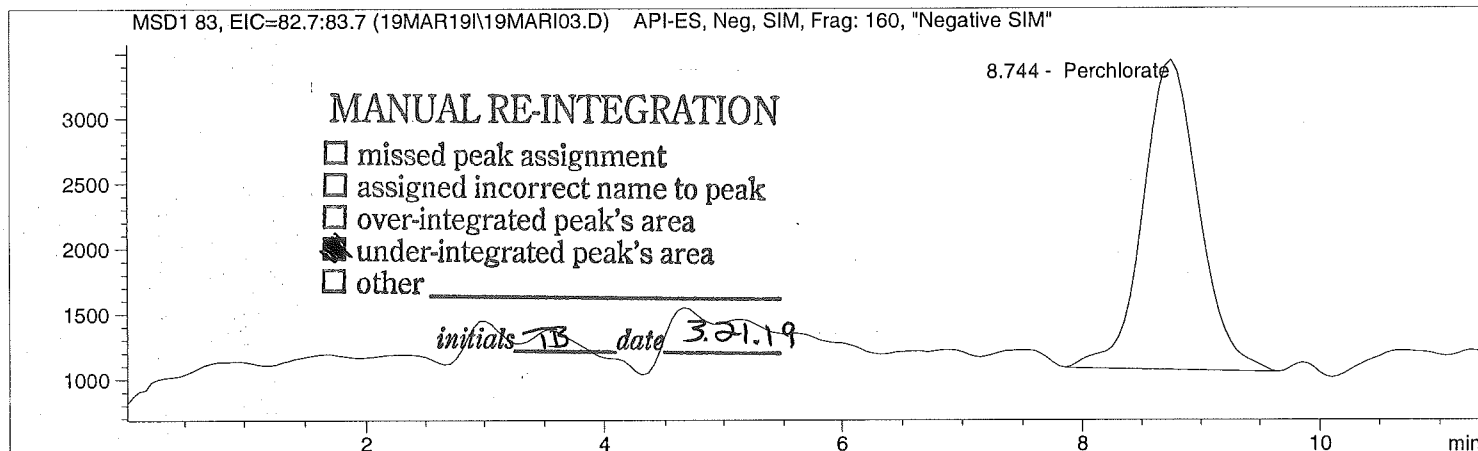 MSD1 83, EIC=82.7:83.7 (19MAR19I\19MARI03.D) API-ES, Neg, SIM, Frag: 160, "Negative SIM"
8.744 - Perchlorate
MANUAL RE-INTEGRATION
missed peak assignment
assigned incorrect name to peak
over-integrated peak's area
under-integrated peak's area
other
initials TB date 3.21.19
3000
2500
2000
1500
1000
2 4 6 8 10 min